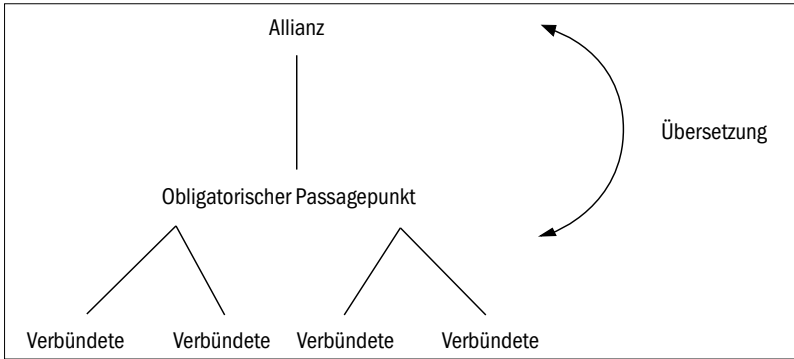 Allianz
Übersetzung
Obligatorischer Passagepunkt
Verbündete Verbündete Verbündete Verbündete